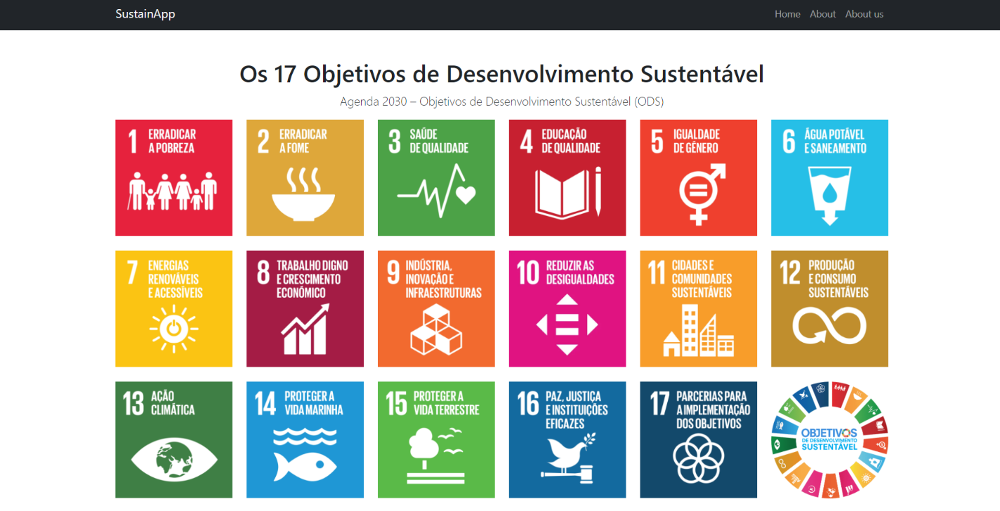 SustainApp
Home About About us
Os 17 Objetivos de Desenvolvimento Sustentável
Agenda 2030 – Objetivos de Desenvolvimento Sustentável (ODS)
1 ERRADICAR
A POBREZA
2 ERRADICAR
A FOME
3 SAÚDE
DE QUALIDADE
4 EDUCAÇÃO
DE QUALIDADE
5 IGUALDADE
DE GÉNERO
6 ÁGUA POTÁVEL
E SANEAMENTO
7 ENERGIAS
RENOVÁVEIS
E ACESSÍVEIS
8 TRABALHO DIGNO
E CRESCIMENTO
ECONÓMICO
9 INDÚSTRIA,
INOVAÇÃO E
INFRAESTRUTURAS
10 REDUZIR AS
DESIGUALDADES
11 CIDADES E
COMUNIDADES
SUSTENTÁVEIS
12 PRODUÇÃO
E CONSUMO
SUSTENTÁVEIS
13 AÇÃO
CLIMÁTICA
14 PROTEGER A
VIDA MARINHA
15 PROTEGER A
VIDA TERRESTRE
16 PAZ, JUSTIÇA
E INSTITUIÇÕES
EFICAZES
17 PARCERIAS PARA
A IMPLEMENTAÇÃO
DOS OBJETIVOS
OBJETIVOS
DE DESENVOLVIMENTO
SUSTENTÁVEL